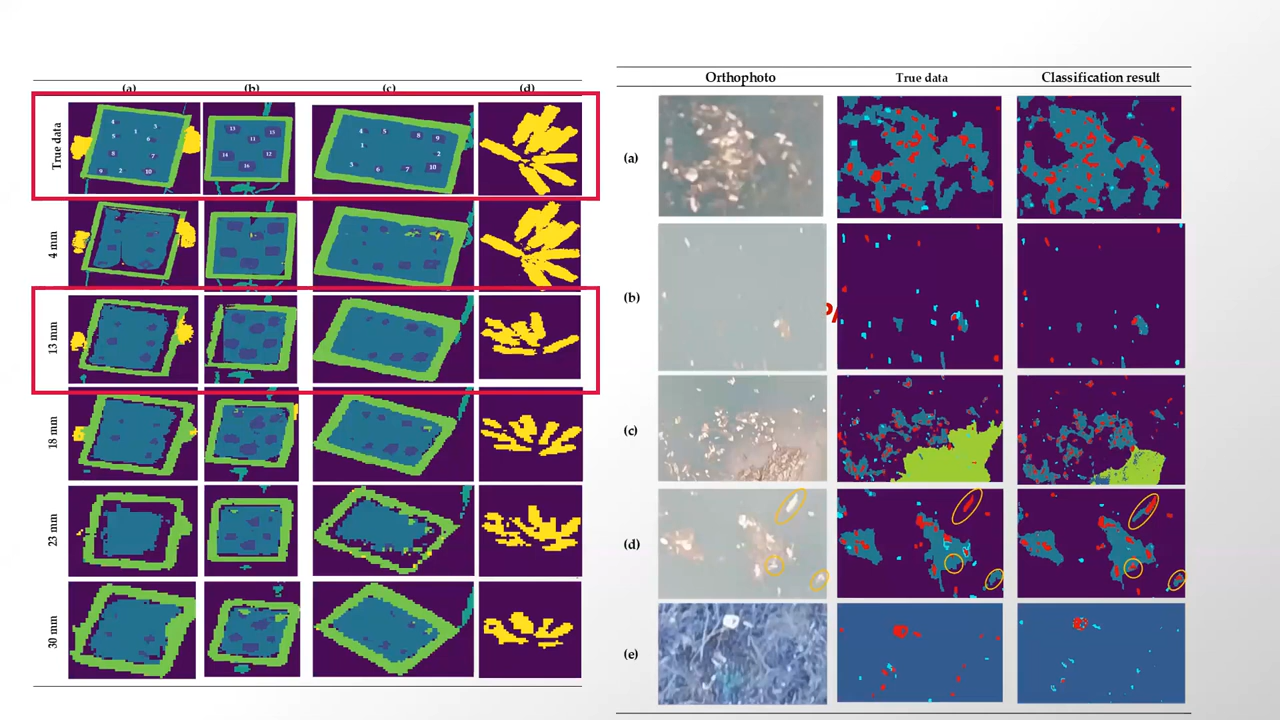 (a) (b) (c) (d)
True data
4 mm
13 mm
18 mm
23 mm
30 mm
Orthophoto True data Classification result
(a)
(b)
(c)
(d)
(e)